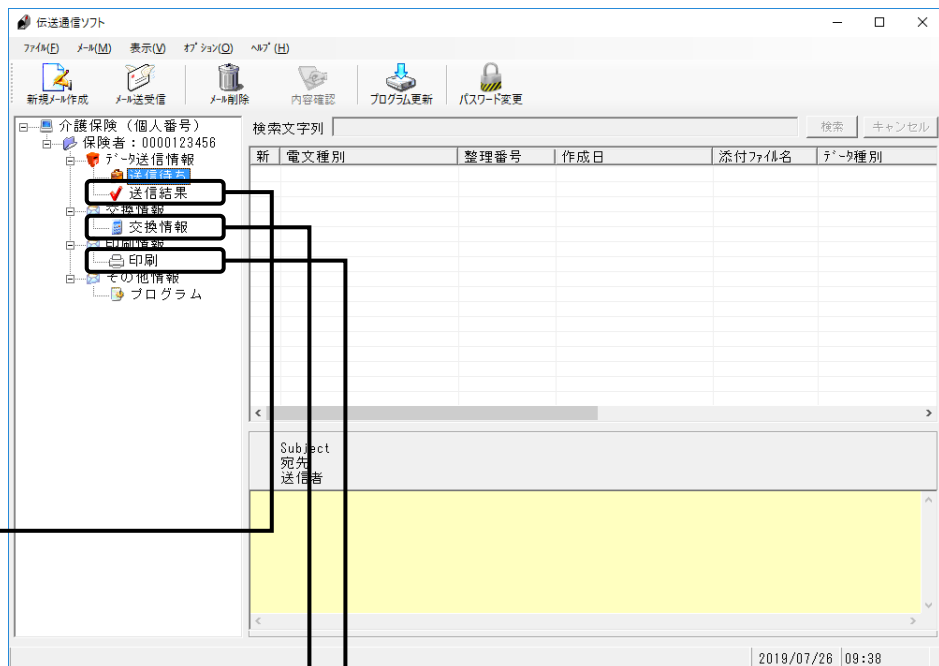 伝送通信ソフト
ﾌｧｲﾙ(F) ﾒｰﾙ(M) 表示(V) ｵﾌﾟｼｮﾝ(O) ﾍﾙﾌﾟ(H)
新規ﾒｰﾙ作成 ﾒｰﾙ送受信 ﾒｰﾙ削除 内容確認 ﾌﾟﾛｸﾞﾗﾑ更新 ﾊﾟｽﾜｰﾄﾞ変更
介護保険（個人番号）
保険者：0000123456
ﾃﾞｰﾀ送信情報
送信待ち
送信結果
交換情報
交換情報
印刷情報
印刷
その他情報
プログラム
検索文字列 検索 キャンセル
新 電文種別 整理番号 作成日 添付ﾌｧｲﾙ名 ﾃﾞｰﾀ種別
Subject
宛先
送信者
2019/07/26 09:38